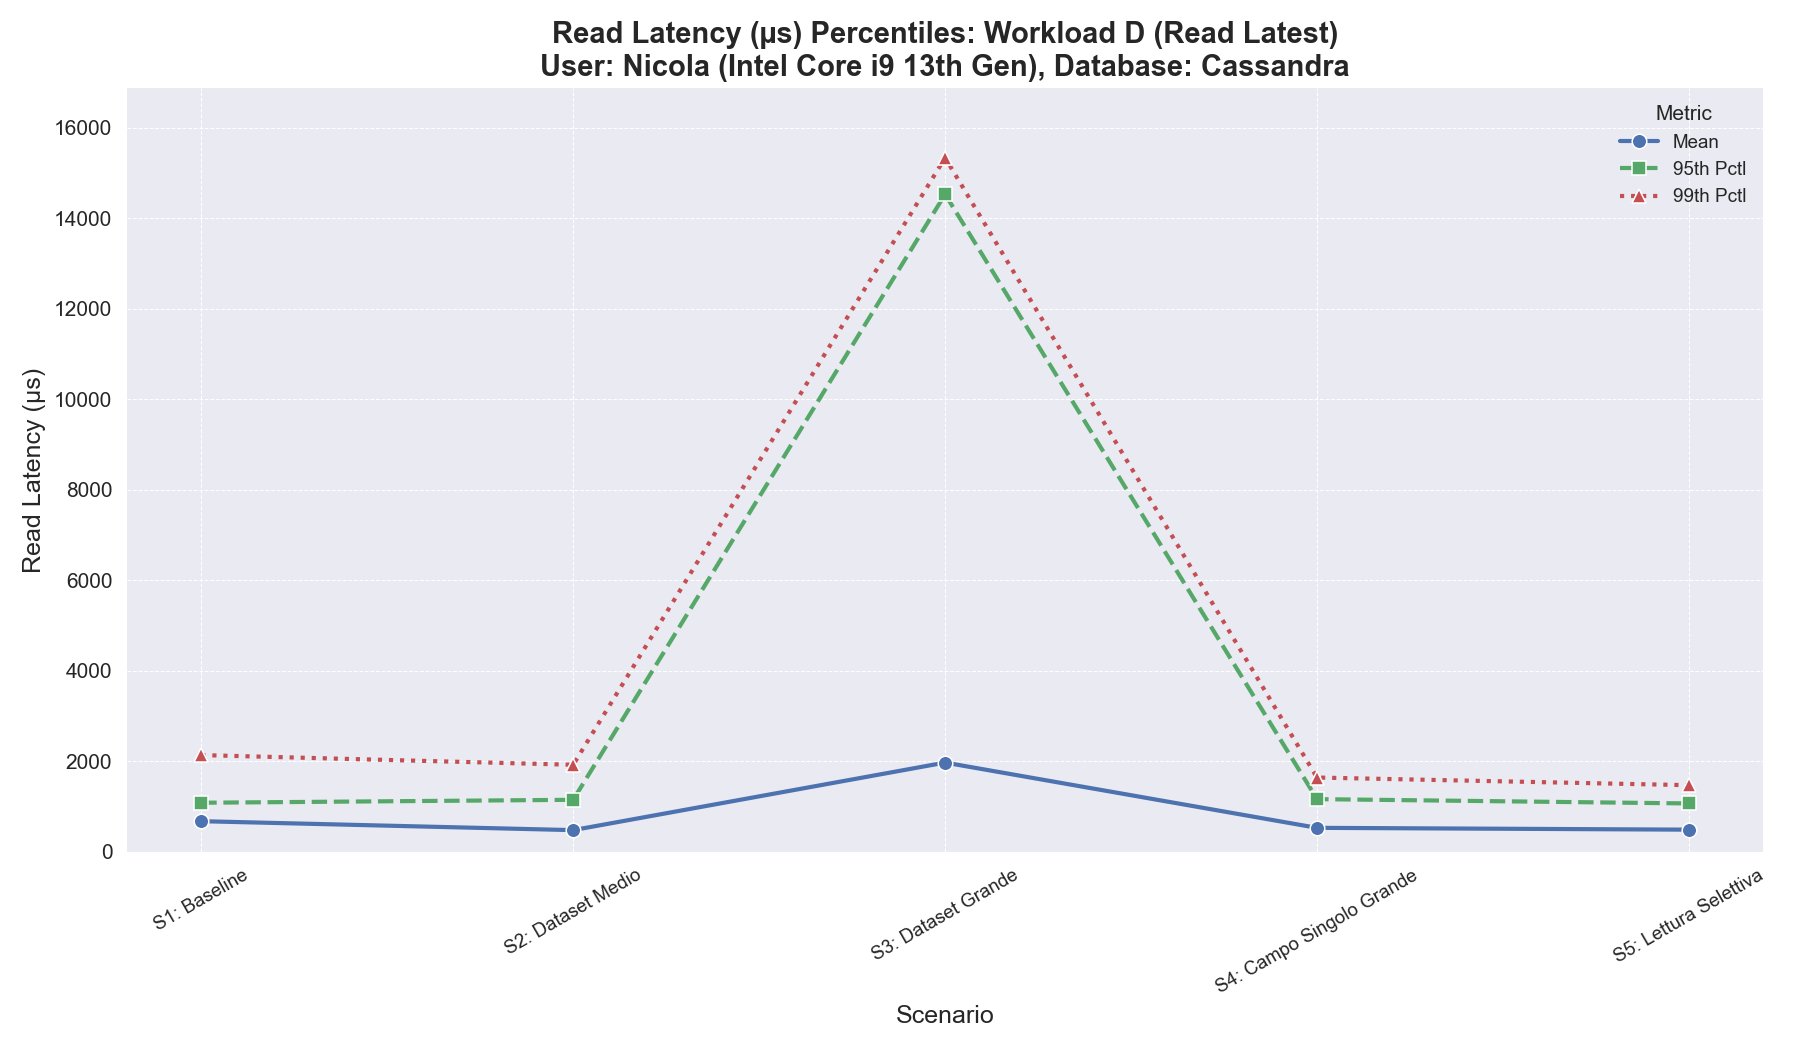 Read Latency (µs) Percentiles: Workload D (Read Latest)
User: Nicola (Intel Core i9 13th Gen), Database: Cassandra
Metric
Mean
95th Pctl
99th Pctl
Read Latency (µs)
16000
14000
12000
10000
8000
6000
4000
2000
0
S1: Baseline
S2: Dataset Medio
S3: Dataset Grande
S4: Campo Singolo Grande
S5: Lettura Selettiva
Scenario